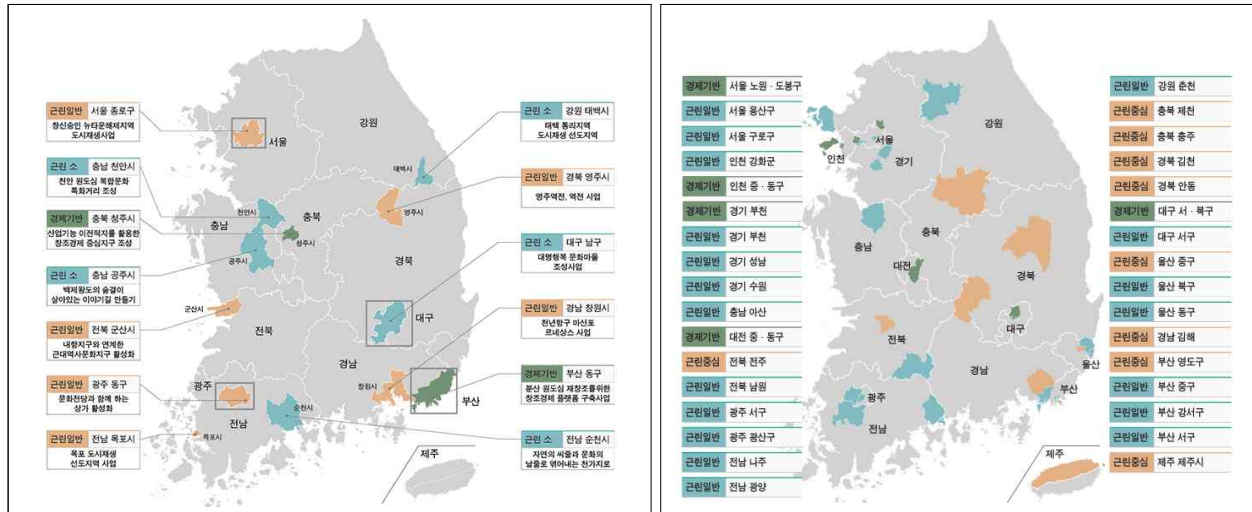 근린일반 서울 종로구
창신숭인 뉴타운해제지역
도시재생사업
근린 소 충남 천안시
천안 원도심 복합문화
특화거리 조성
경제기반 충북 청주시
산업기능 이전적지를 활용한
창조경제 중심지구 조성
근린 소 충남 공주시
백제왕도의 숨결이
살아있는 이야기길 만들기
근린일반 전북 군산시
내항지구와 연계한
근대역사문화지구 활성화
근린일반 광주 동구
문화전당과 함께 하는
상가 활성화
근린일반 전남 목포시
목포 도시재생
선도지역 사업
강원
서울
태백시
충북
천안시
영주시
충남
청주시
공주시
경북
군산시
대구
전북
경남
광주
창원시
부산
순천시
전남
목포시
제주
근린 소 강원 태백시
태백 통리지역
도시재생 선도지역
근린일반 경북 영주시
영주역전, 역전 사업
근린 소 대구 남구
대명행복 문화마을
조성사업
근린일반 경남 창원시
천년항구 마산포
르네상스 사업
경제기반 부산 동구
분산 원도심 재창조를위한
창조경제 플랫폼 구축사업
근린 소 전남 순천시
자연의 씨줄과 문화의
날줄로 엮어내는 천가지로
경제기반 서울 노원 · 도봉구
근린일반 서울 용산구
근린일반 서울 구로구
근린일반 인천 강화군
경제기반 인천 중 · 동구
경제기반 경기 부천
근린일반 경기 부천
근린일반 경기 성남
근린일반 경기 수원
근린일반 충남 아산
경제기반 대전 중 · 동구
근린중심 전북 전주
근린일반 전북 남원
근린일반 광주 서구
근린일반 광주 광산구
근린일반 전남 나주
근린일반 전남 광양
강원
서울
인천
경기
충북
충남
대전
경북
대구
전북
울산
경남
부산
광주
전남
제주
근린일반 강원 춘천
근린중심 충북 제천
근린중심 충북 충주
근린중심 경북 김천
근린중심 경북 안동
경제기반 대구 서 · 북구
근린일반 대구 서구
근린중심 울산 중구
근린일반 울산 북구
근린일반 울산 동구
근린중심 경남 김해
근린중심 부산 영도구
근린일반 부산 중구
근린일반 부산 강서구
근린일반 부산 서구
근린중심 제주 제주시